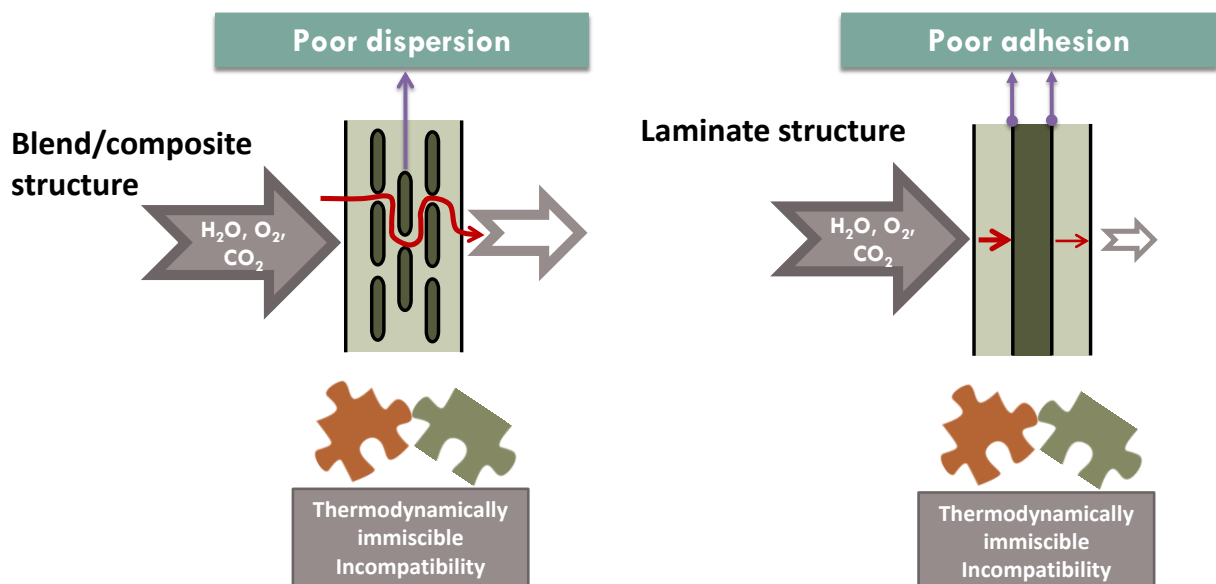 Poor dispersion
Blend/composite
structure
H₂O, O₂,
CO₂
Thermodynamically
immiscible
Incompatibility
Poor adhesion
Laminate structure
H₂O, O₂,
CO₂
Thermodynamically
immiscible
Incompatibility